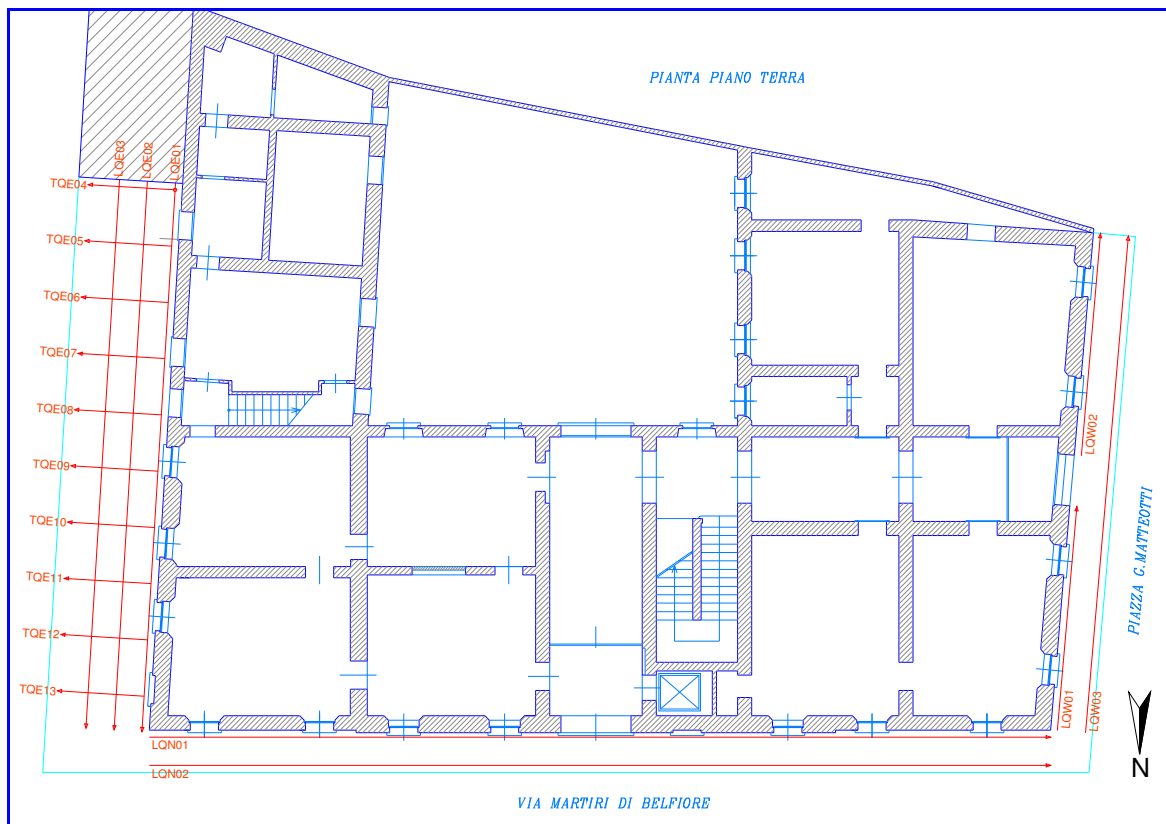 PIANTA PIANO TERRA
LQE03
LQE02
LQE01
TQE04
TQE05
TQE06
TQE07
TQE08
TQE09
TQE10
TQE11
TQE12
TQE13
LQW02
PIAZZA G.MATTEOTTI
LQW01
LQW03
N
LQN01
LQN02
VIA MARTIRI DI BELFIORE